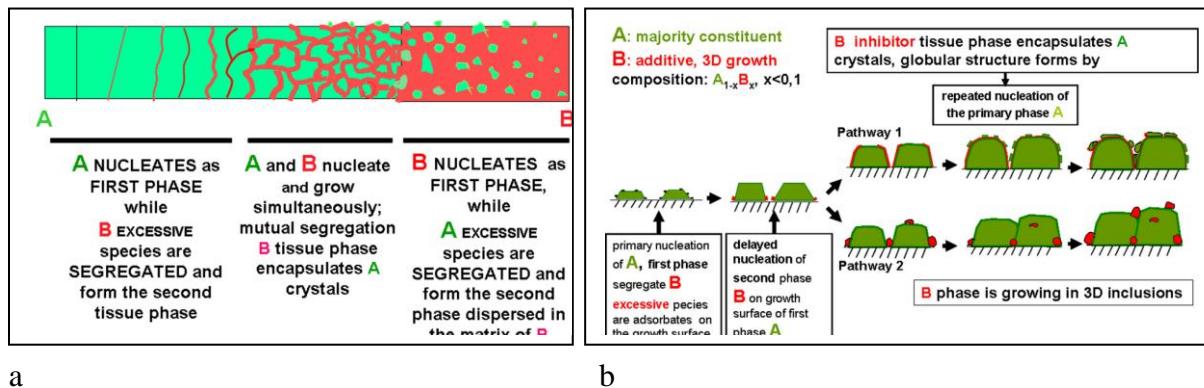 A
B
A NUCLEATES as
FIRST PHASE
while
B EXCESSIVE
species are
SEGREGATED and
form the second
tissue phase
A and B nucleate
and grow
simultaneously;
mutual segregation
B tissue phase
encapsulates A
crystals
B NUCLEATES as
FIRST PHASE,
while
A EXCESSIVE
species are
SEGREGATED and
form the second
phase dispersed in
the matrix of B
A: majority constituent
B: additive, 3D growth
composition: A1-xBx, x<0,1
B inhibitor tissue phase encapsulates A
crystals, globular structure forms by
repeated nucleation of
the primary phase A
Pathway 1
Pathway 2
primary nucleation
of A, first phase
segregate B
excessive pecies
are adsorbates on
the growth surface
delayed
nucleation of
second phase
B on growth
surface of first
phase A
B phase is growing in 3D inclusions
a
b